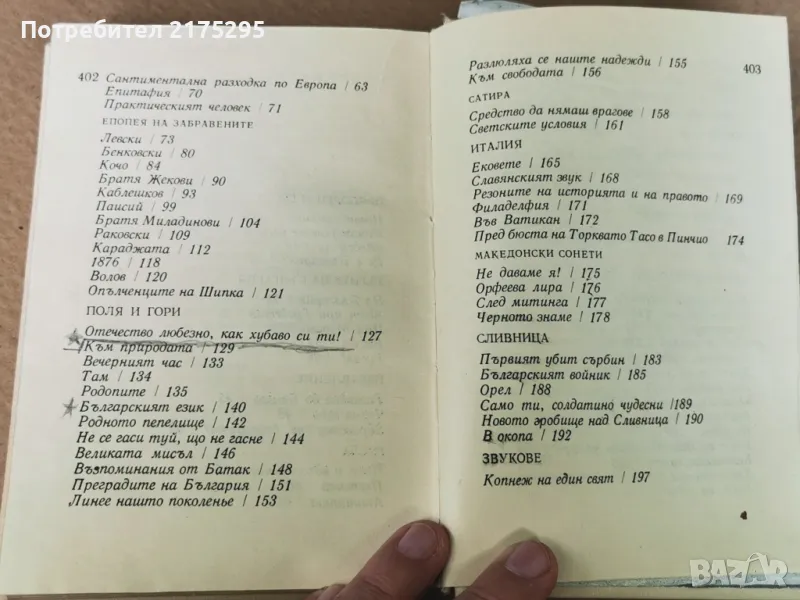 Потребител 2175295
402 Сантиментална разходка по Европа / 63
Епитафия / 70
Практическият человек / 71
ЕПОПЕЯ НА ЗАБРАВЕНИТЕ
Левски / 73
Бенковски / 80
Кочо / 84
Братя Жекови / 90
Каблешков / 93
Паисий / 99
Братя Миладинови / 104
Раковски / 109
Караджата / 112
1876 / 118
Волов / 120
Опълченците на Шипка / 121
ПОЛЯ И ГОРИ
Отечество любезно, как хубаво си ти! / 127
Към природата / 129
Вечерният час / 133
Там / 134
Родопите / 135
Българският език / 140
Родното пепелище / 142
Не се гаси туй, що не гасне / 144
Великата мисъл / 146
Възпоминания от Батак / 148
Преградите на България / 151
Линее нашто поколенье / 153
Разлюляха се наште надежди / 155
Към свободата / 156
403
САТИРА
Средство да нямаш врагове / 158
Светските условия / 161
ИТАЛИЯ
Ековете / 165
Славянският звук / 168
Резоните на историята и на правото / 169
Филаделфия / 171
Във Ватикан / 172
Пред бюста на Торквато Тасо в Пинчио / 174
МАКЕДОНСКИ СОНЕТИ
Не даваме я! / 175
Орфеева лира / 176
След митинга / 177
Черното знаме / 178
СЛИВНИЦА
Първият убит сърбин / 183
Българският войник / 185
Орел / 188
Само ти, солдатино чудесни /189
Новото гробище над Сливница / 190
В окопа / 192
ЗВУКОВЕ
Копнеж на един свят / 197
BAZAR